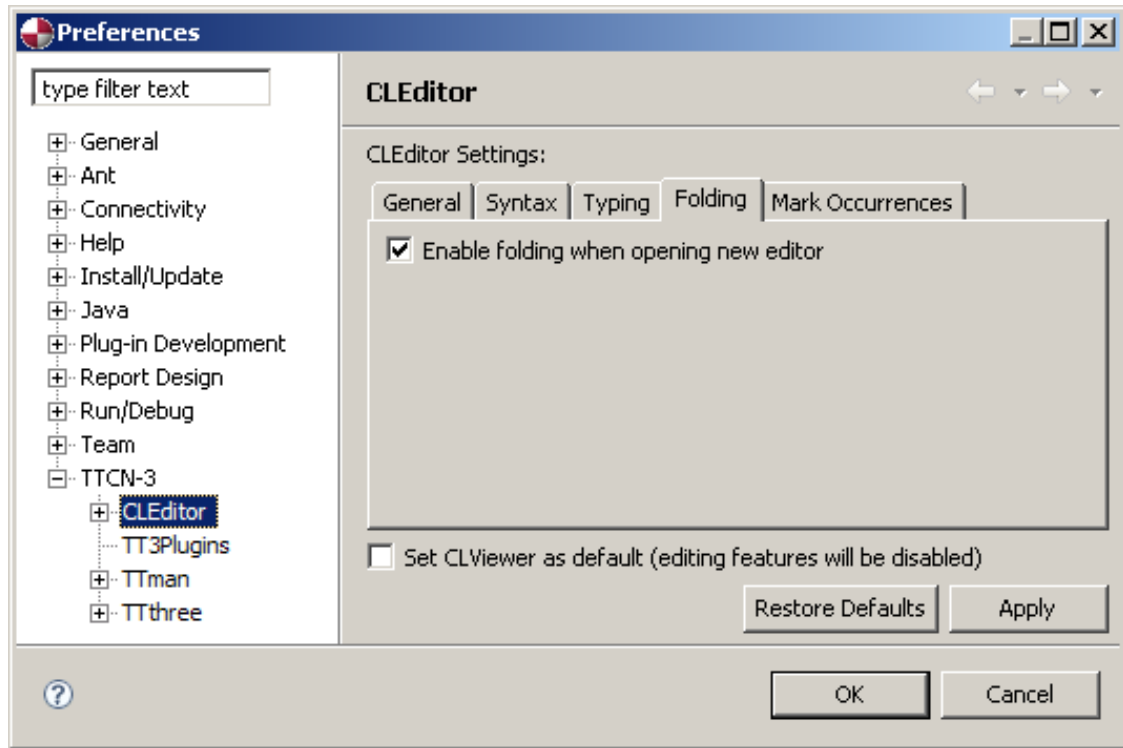 Preferences
type filter text
General
Ant
Connectivity
Help
Install/Update
Java
Plug-in Development
Report Design
Run/Debug
Team
TTCN-3
CLEditor
TT3Plugins
TTman
TTthree
CLEditor
CLEditor Settings:
General Syntax Typing Folding Mark Occurrences
Enable folding when opening new editor
Set CLViewer as default (editing features will be disabled)
Restore Defaults Apply
?
OK Cancel